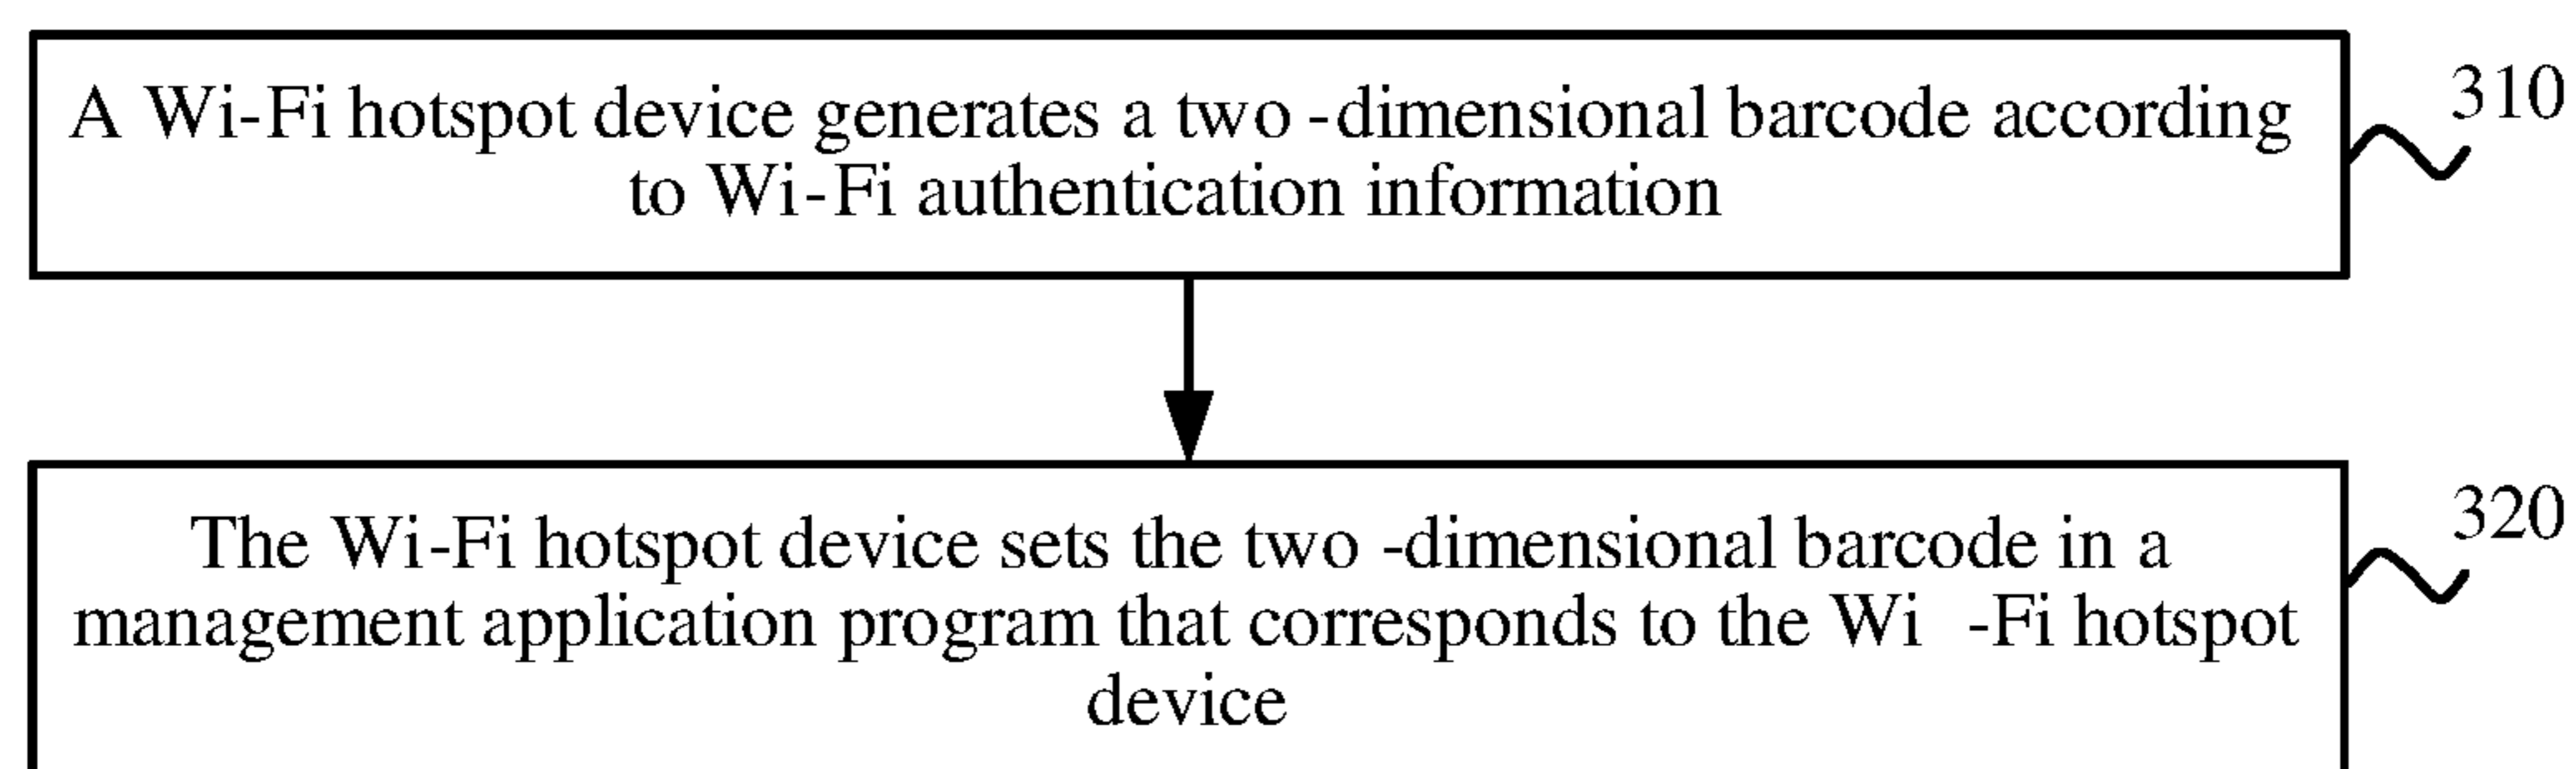 A Wi-Fi hotspot device generates a two -dimensional barcode according
to Wi-Fi authentication information
310
The Wi-Fi hotspot device sets the two -dimensional barcode in a
management application program that corresponds to the Wi -Fi hotspot
device
320